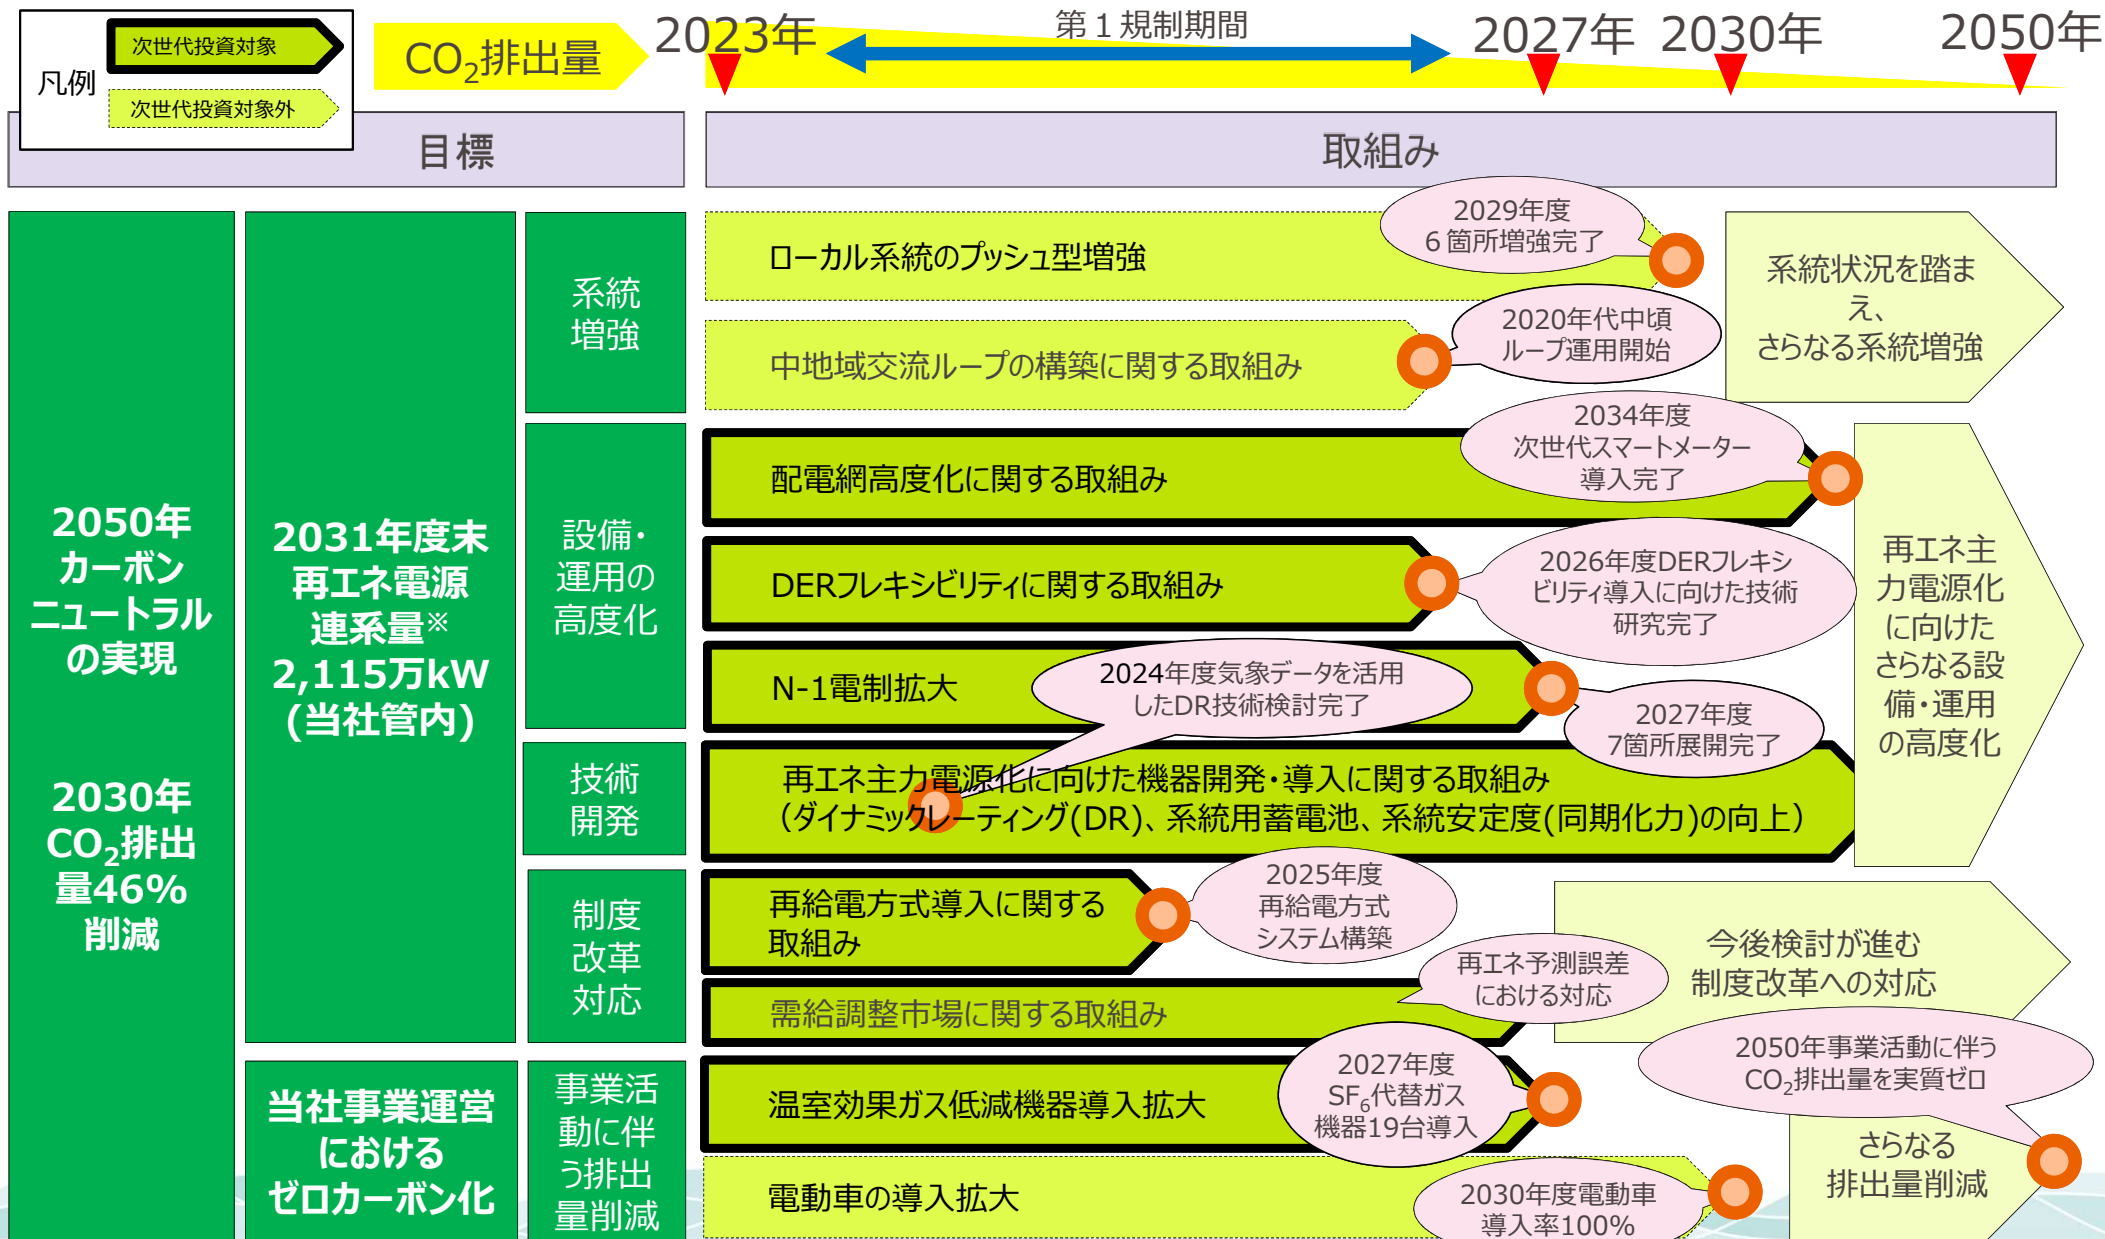 凡例
次世代投資対象
次世代投資対象外
CO2排出量
2023年
第1規制期間
2027年
2030年
2050年
目標
取組み
2050年
カーボン
ニュートラル
の実現
2030年
CO2排出
量46%
削減
2031年度末
再エネ電源
連系量※
2,115万kW
(当社管内)
系統
増強
ローカル系統のプッシュ型増強
2029年度
6箇所増強完了
中地域交流ループの構築に関する取組み
2020年代中頃
ループ運用開始
系統状況を踏ま
え、
さらなる系統増強
設備・
運用の
高度化
配電網高度化に関する取組み
2034年度
次世代スマートメーター
導入完了
DERフレキシビリティに関する取組み
2026年度DERフレキシ
ビリティ導入に向けた技術
研究完了
N-1電制拡大
2024年度気象データを活用
したDR技術検討完了
2027年度
7箇所展開完了
再エネ主
力電源化
に向けた
さらなる設
備・運用
の高度化
技術
開発
再エネ主力電源化に向けた機器開発・導入に関する取組み
(ダイナミックレーティング(DR)、系統用蓄電池、系統安定度(同期化力)の向上)
制度
改革
対応
再給電方式導入に関する
取組み
2025年度
再給電方式
システム構築
需給調整市場に関する取組み
再エネ予測誤差
における対応
今後検討が進む
制度改革への対応
当社事業運営
における
ゼロカーボン化
事業活
動に伴
う排出
量削減
温室効果ガス低減機器導入拡大
2027年度
SF6代替ガス
機器19台導入
2050年事業活動に伴う
CO2排出量を実質ゼロ
電動車の導入拡大
2030年度電動車
導入率100%
さらなる
排出量削減